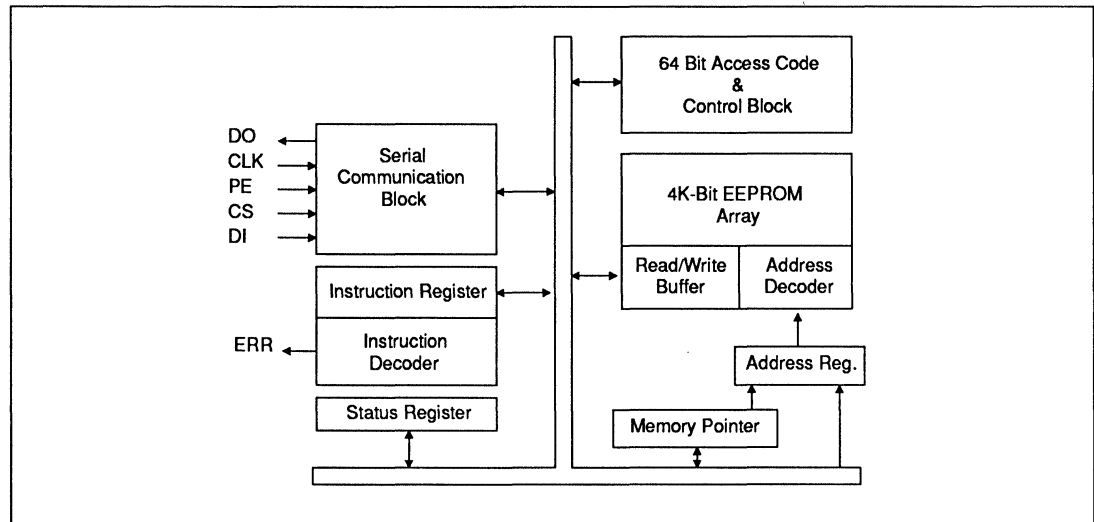 64 Bit Access Code
&
Control Block
DO
CLK
PE
CS
DI
Serial
Communication
Block
4K-Bit EEPROM
Array
Read/Write
Buffer
Address
Decoder
Instruction Register
ERR
Instruction
Decoder
Address Reg.
Status Register
Memory Pointer